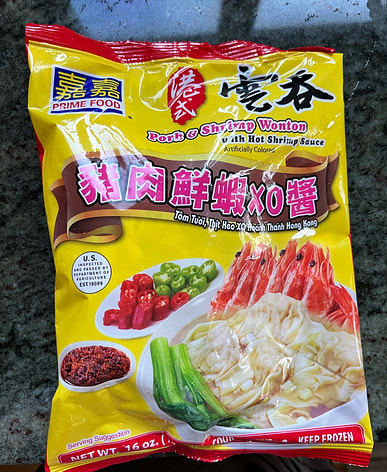 嘉嘉
PRIME FOOD
港式
雲吞
Pork & Shrimp Wonton
with Hot Shrimp Sauce
Artificially Colored
豬肉鮮蝦XO醬
Tôm Tươi, Thịt Heo XO Hoành Thánh Hong Kong
U.S.
INSPECTED
AND PASSED BY
DEPARTMENT OF
AGRICULTURE
EST.19099
Serving Suggestion
NET WT. 16 oz.
KEEP FROZEN